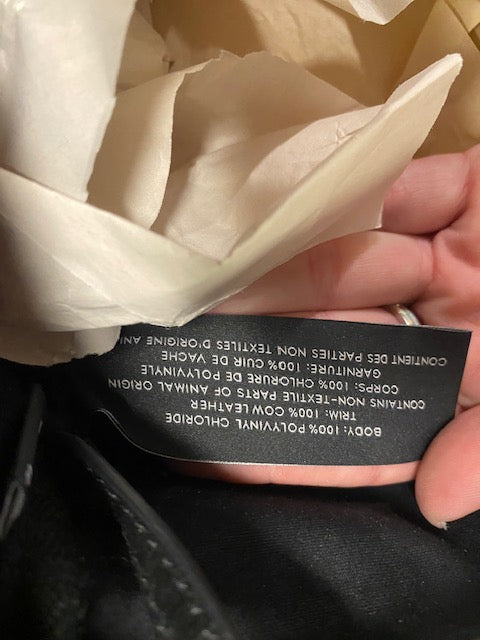 BODY: 100% POLYVINYL CHLORIDE
TRIM: 100% COW LEATHER
CONTAINS NON-TEXTILE PARTS OF ANIMAL ORIGIN
CORPS: 100% CHLORURE DE POLYVINYLE
GARNITURE: 100% CUIR DE VACHE
CONTIENT DES PARTIES NON TEXTILES D'ORIGINE